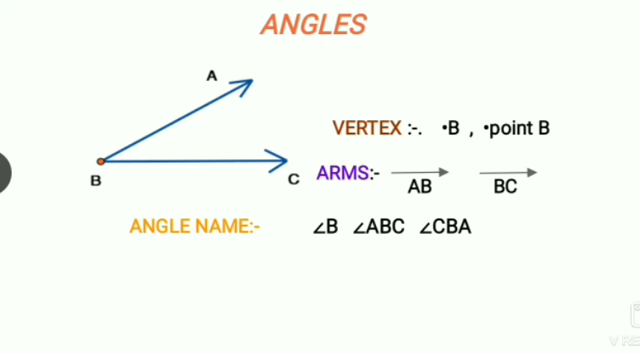 ANGLES
A
VERTEX :-. •B , •point B
B
C
ARMS:- AB BC
ANGLE NAME:- ∠B ∠ABC ∠CBA